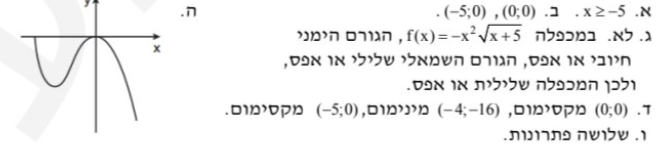 א. x ≥ −5. ב. (0;0), (−5;0).
ג. לא. במכפלה f(x) = −x²√x+5, הגורם הימני
חיובי או אפס, הגורם השמאלי שלילי או אפס,
ולכן המכפלה שלילית או אפס.
ד. (0;0) מקסימום, (−4;−16) מינימום, (−5;0) מקסימום.
ו. שלושה פתרונות.
ה.
y
x